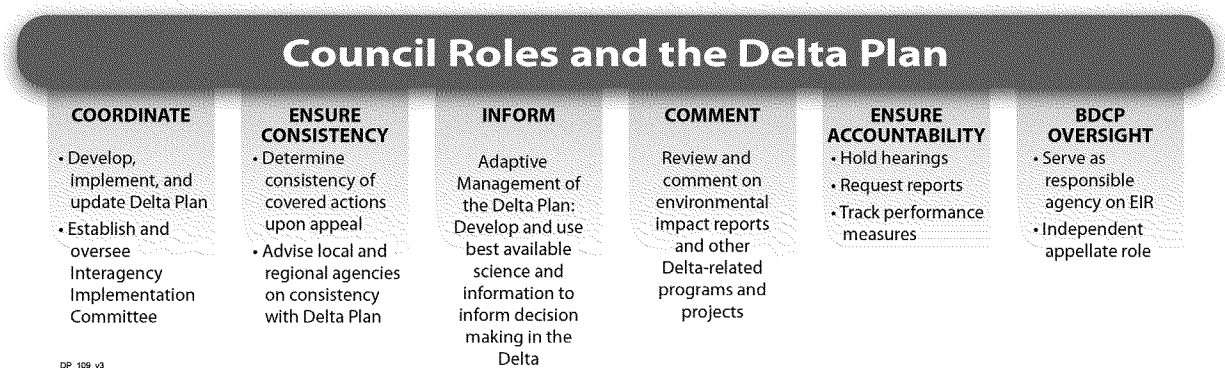 Council Roles and the Delta Plan
COORDINATE
• Develop,
implement, and
update Delta Plan
• Establish and
oversee
Interagency
Implementation
Committee
ENSURE
CONSISTENCY
• Determine
consistency of
covered actions
upon appeal
• Advise local and
regional agencies
on consistency
with Delta Plan
INFORM
Adaptive
Management of
the Delta Plan:
Develop and use
best available
science and
information to
inform decision
making in the
Delta
COMMENT
Review and
comment on
environmental
impact reports
and other
Delta-related
programs and
projects
ENSURE
ACCOUNTABILITY
• Hold hearings
• Request reports
• Track performance
measures
BDCP
OVERSIGHT
• Serve as
responsible
agency on EIR
• Independent
appellate role
DP_109_v3